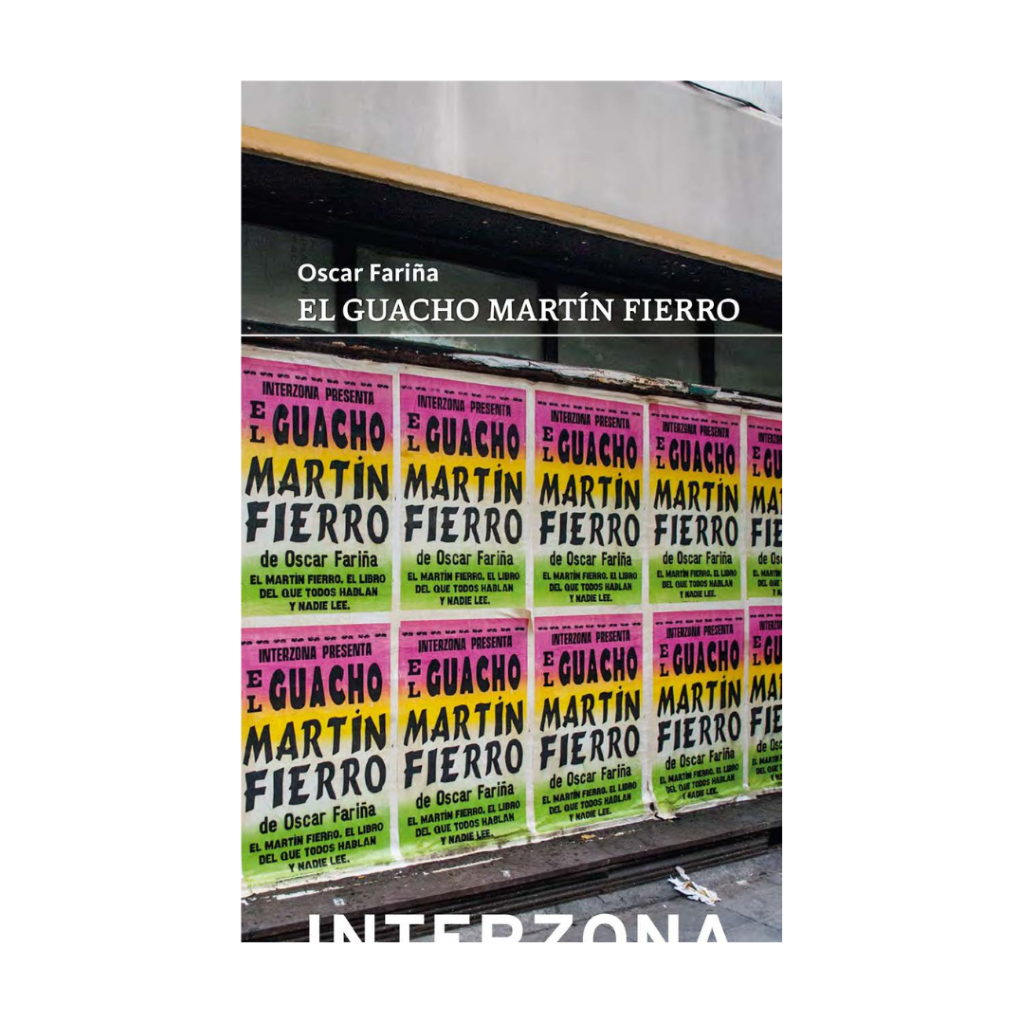 Oscar Fariña
EL GUACHO MARTÍN FIERRO
INTERZONA PRESENTA
EL GUACHO
MARTÍN
FIERRO
de Oscar Fariña
EL MARTÍN FIERRO. EL LIBRO
DEL QUE TODOS HABLAN
Y NADIE LEE.
INTERZONA PRESENTA
EL GUACHO
MARTÍN
FIERRO
de Oscar Fariña
EL MARTÍN FIERRO. EL LIBRO
DEL QUE TODOS HABLAN
Y NADIE LEE.
INTERZONA PRESENTA
EL GUACHO
MARTÍN
FIERRO
de Oscar Fariña
EL MARTÍN FIERRO. EL LIBRO
DEL QUE TODOS HABLAN
Y NADIE LEE.
INTERZONA PRESENTA
EL GUACHO
MARTÍN
FIERRO
de Oscar Fariña
EL MARTÍN FIERRO. EL LIBRO
DEL QUE TODOS HABLAN
Y NADIE LEE.
INTERZONA PRESENTA
EL GUACHO
MARTÍN
FIERRO
de Oscar Fariña
EL MARTÍN FIERRO. EL LIBRO
DEL QUE TODOS HABLAN
Y NADIE LEE.
INTERZONA PRESENTA
EL GUACHO
MARTÍN
FIERRO
de Oscar Fariña
EL MARTÍN FIERRO. EL LIBRO
DEL QUE TODOS HABLAN
Y NADIE LEE.
INTERZONA PRESENTA
EL GUACHO
MARTÍN
FIERRO
de Oscar Fariña
EL MARTÍN FIERRO. EL LIBRO
DEL QUE TODOS HABLAN
Y NADIE LEE.
INTERZONA PRESENTA
EL GUACHO
MARTÍN
FIERRO
de Oscar Fariña
EL MARTÍN FIERRO. EL LIBRO
DEL QUE TODOS HABLAN
Y NADIE LEE.
INTERZONA